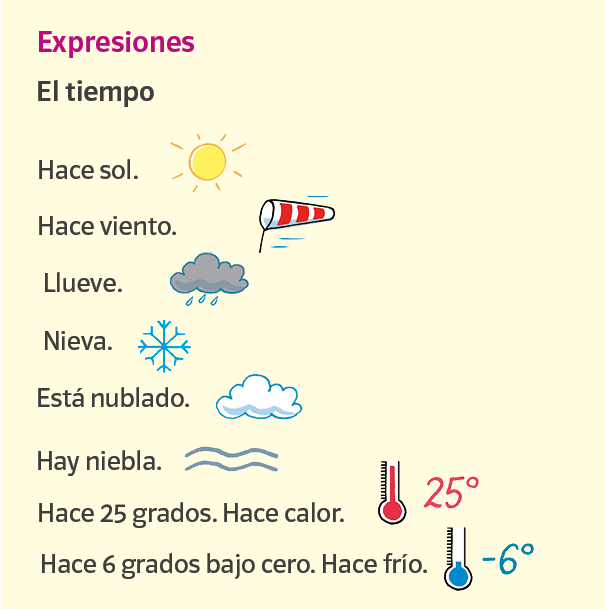 Expresiones
El tiempo
Hace sol.
Hace viento.
Llueve.
Nieva.
Está nublado.
Hay niebla.
Hace 25 grados. Hace calor. 25°
Hace 6 grados bajo cero. Hace frío. -6°